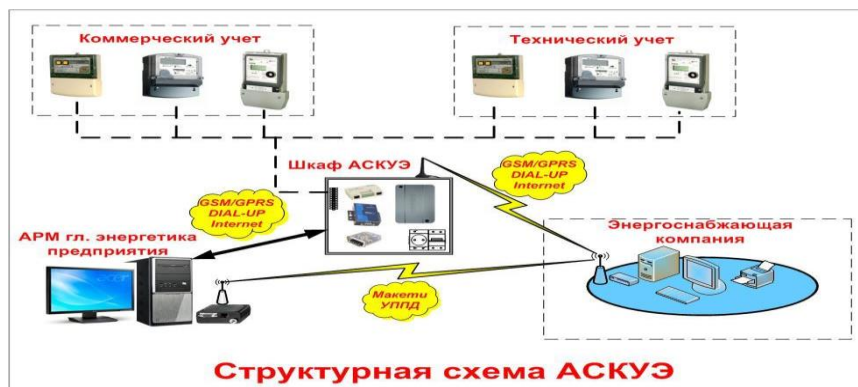 Коммерческий учет
Технический учет
Шкаф АСКУЭ
GSM/GPRS
DIAL-UP
Internet
GSM/GPRS
DIAL-UP
Internet
АРМ гл. энергетика
предприятия
Энергоснабжающая
компания
Макети
УППД
Структурная схема АСКУЭ